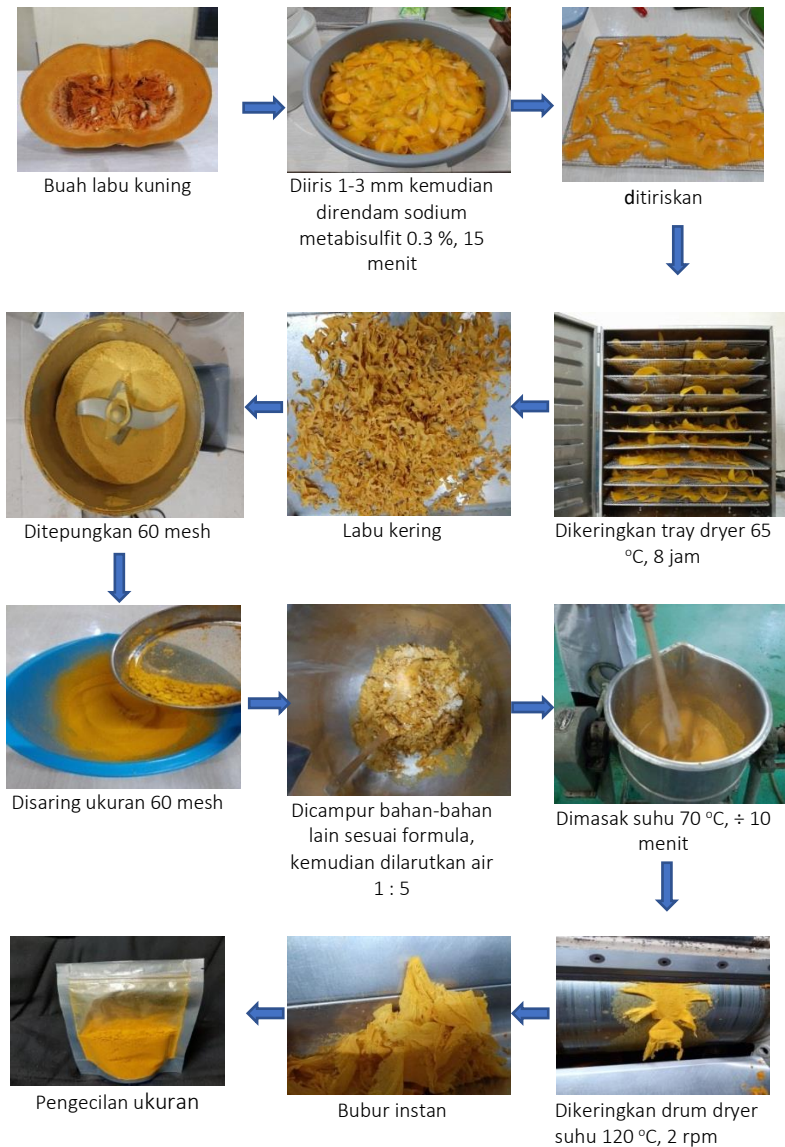 Buah labu kuning
Diiris 1-3 mm kemudian
direndam sodium
metabisulfit 0.3 %, 15
menit
ditiriskan
Dikeringkan tray dryer 65
ºC, 8 jam
Labu kering
Ditepungkan 60 mesh
Disaring ukuran 60 mesh
Dicampur bahan-bahan
lain sesuai formula,
kemudian dilarutkan air
1 : 5
Dimasak suhu 70 ºC, ÷ 10
menit
Dikeringkan drum dryer
suhu 120 ºC, 2 rpm
Bubur instan
Pengecilan ukuran